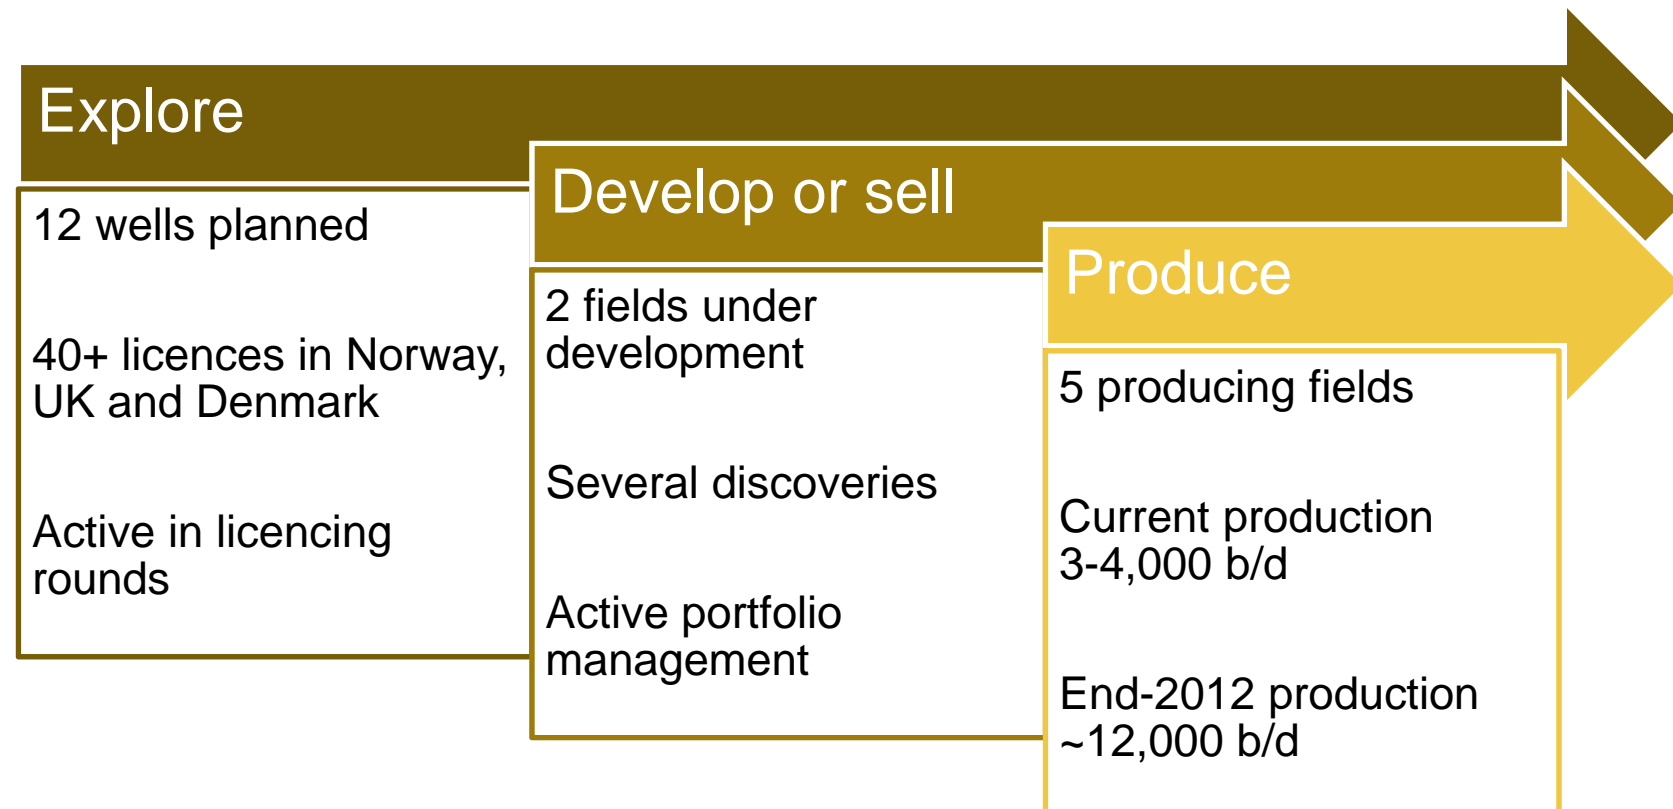 Explore
12 wells planned
40+ licences in Norway,
UK and Denmark
Active in licencing
rounds
Develop or sell
2 fields under
development
Several discoveries
Active portfolio
management
Produce
5 producing fields
Current production
3-4,000 b/d
End-2012 production
~12,000 b/d